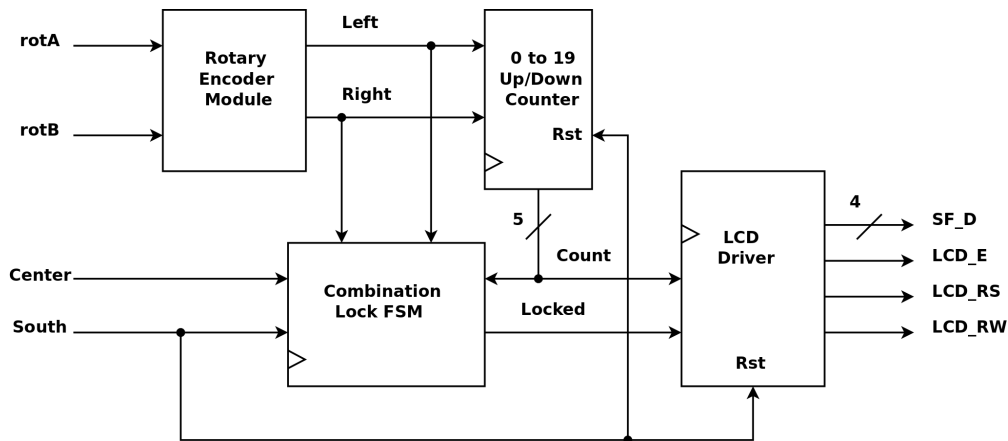 rotA
rotB
Rotary
Encoder
Module
Left
Right
0 to 19
Up/Down
Counter
Rst
5
Count
Center
South
Combination
Lock FSM
Locked
LCD
Driver
Rst
4
SF_D
LCD_E
LCD_RS
LCD_RW